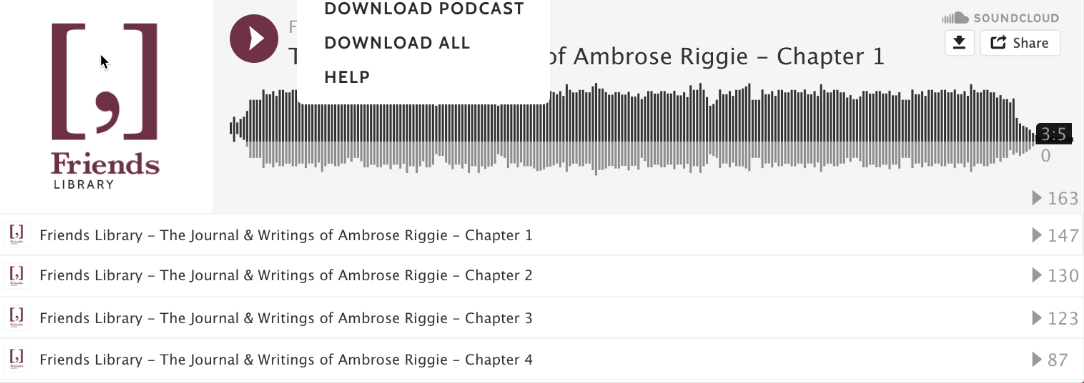 DOWNLOAD PODCAST
DOWNLOAD ALL
HELP
SOUNDCLOUD
Share
of Ambrose Riggie – Chapter 1
3:5
0
Friends
LIBRARY
163
Friends Library – The Journal & Writings of Ambrose Riggie – Chapter 1
147
Friends Library – The Journal & Writings of Ambrose Riggie – Chapter 2
130
Friends Library – The Journal & Writings of Ambrose Riggie – Chapter 3
123
Friends Library – The Journal & Writings of Ambrose Riggie – Chapter 4
87